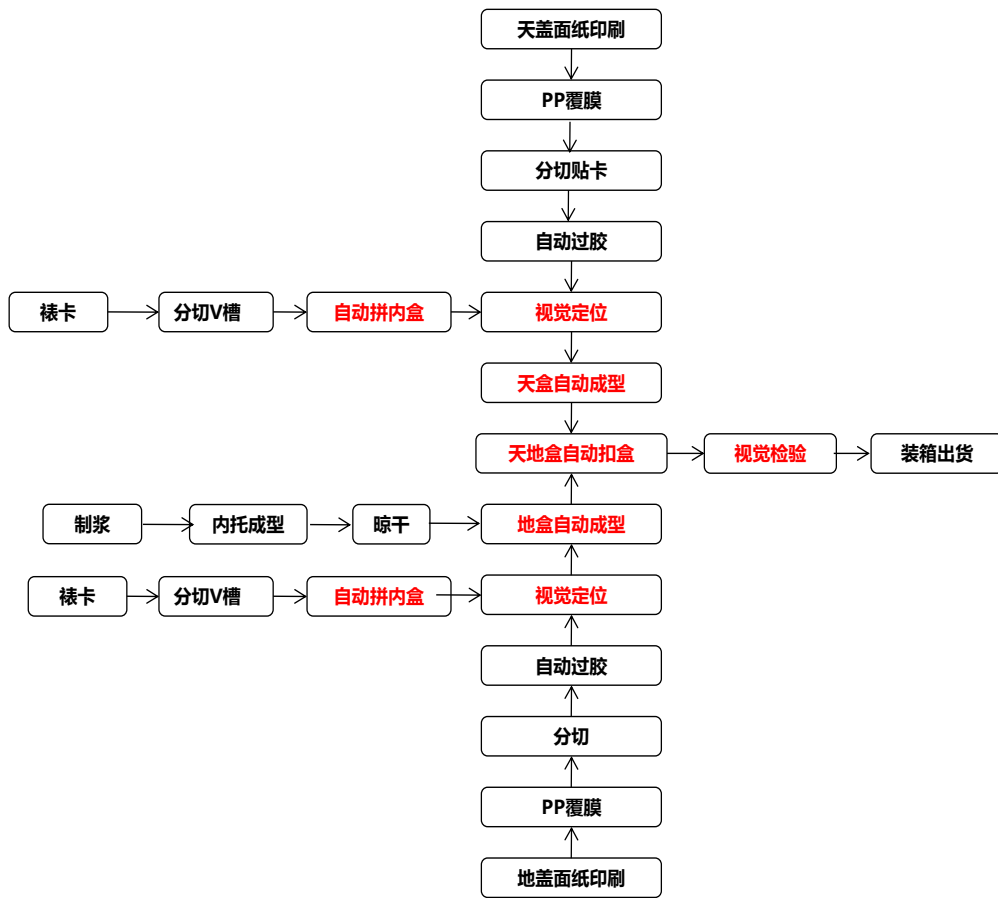 天盖面纸印刷
PP覆膜
分切贴卡
自动过胶
裱卡
分切V槽
自动拼内盒
视觉定位
天盒自动成型
天地盒自动扣盒
视觉检验
装箱出货
制浆
内托成型
晾干
地盒自动成型
裱卡
分切V槽
自动拼内盒
视觉定位
自动过胶
分切
PP覆膜
地盖面纸印刷